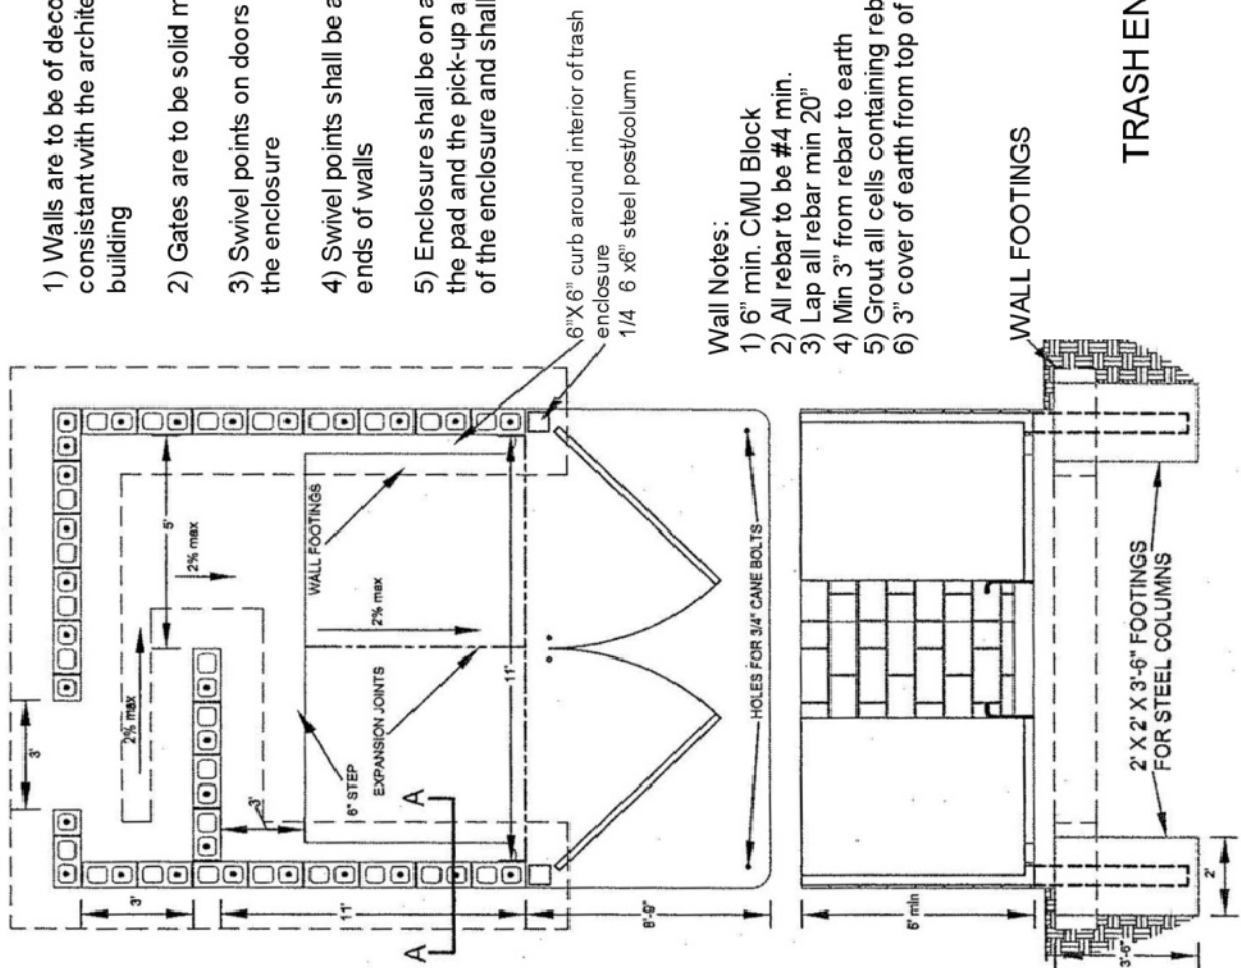 1) Walls are to be of deco
consistant with the archite
building
2) Gates are to be solid m
3) Swivel points on doors
the enclosure
4) Swivel points shall be a
ends of walls
5) Enclosure shall be on a
the pad and the pick-up a
of the enclosure and shall
6"X 6" curb around interior of trash
enclosure
1/4 6 x6" steel post/column
Wall Notes:
1) 6" min. CMU Block
2) All rebar to be #4 min.
3) Lap all rebar min 20"
4) Min 3" from rebar to earth
5) Grout all cells containing reb
6) 3" cover of earth from top of
TRASH EN
WALL FOOTINGS
3'
2% max
5'
2% max
WALL FOOTINGS
2% max
6" STEP
EXPANSION JOINTS
3'
11'
A
A
3'
11'
8'-9"
HOLES FOR 3/4" CANE BOLTS
6' min
2' X 2' X 3'-6" FOOTINGS
FOR STEEL COLUMNS
2'
3'-6"